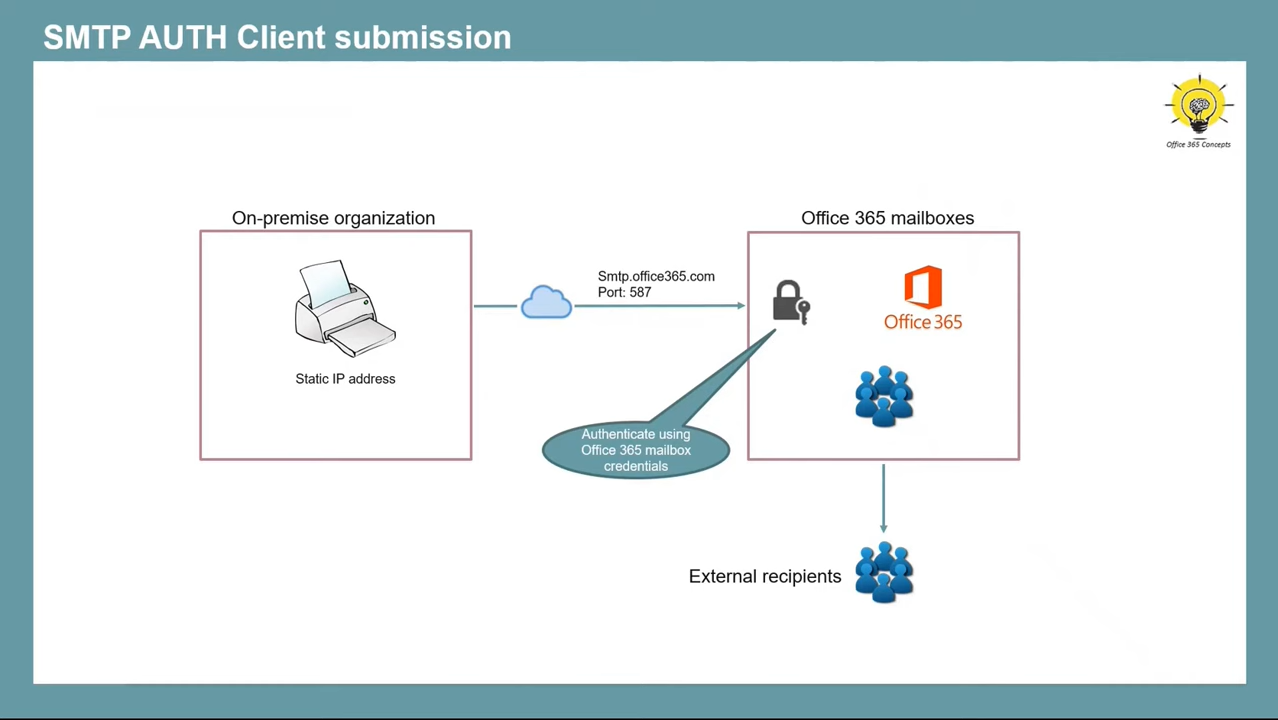 SMTP AUTH Client submission
Office 365 Concepts
On-premise organization
Office 365 mailboxes
Smtp.office365.com
Port: 587
Office 365
Static IP address
Authenticate using
Office 365 mailbox
credentials
External recipients